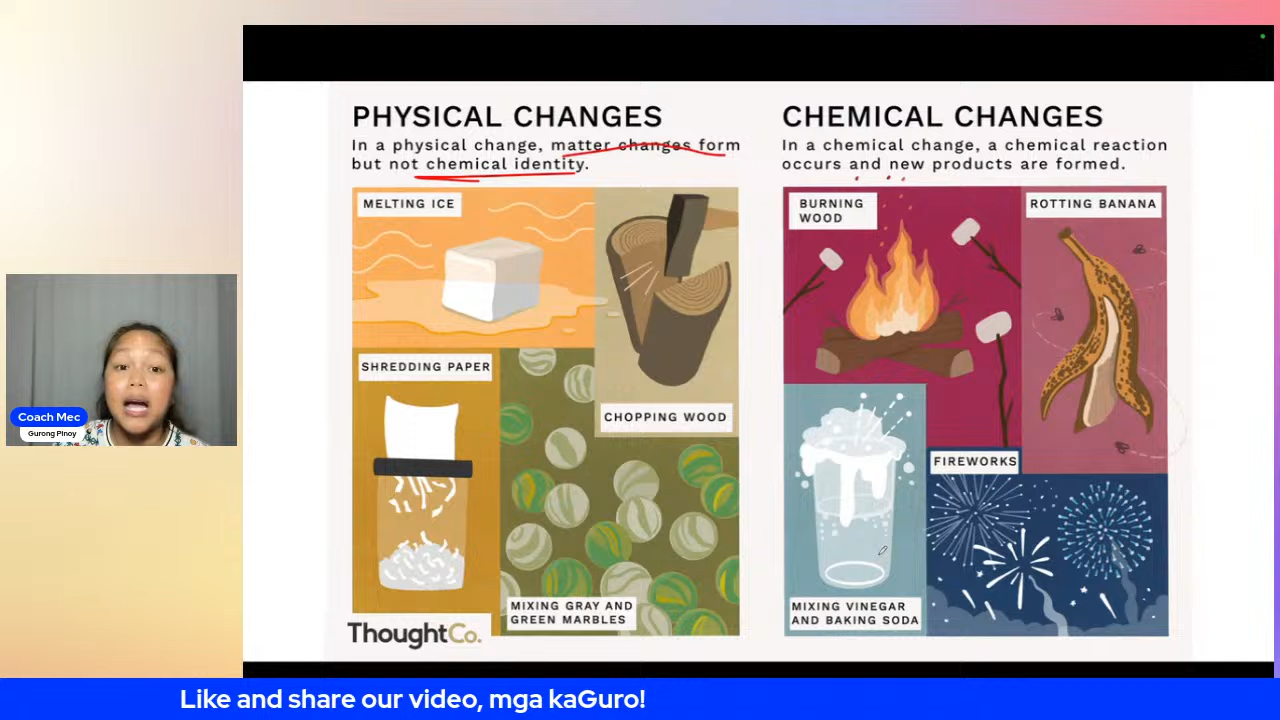 PHYSICAL CHANGES
In a physical change, matter changes form
but not chemical identity.
MELTING ICE
CHOPPING WOOD
SHREDDING PAPER
MIXING GRAY AND
GREEN MARBLES
ThoughtCo.
CHEMICAL CHANGES
In a chemical change, a chemical reaction
occurs and new products are formed.
BURNING
WOOD
ROTTING BANANA
FIREWORKS
MIXING VINEGAR
AND BAKING SODA
Coach Mec
Gurong Pinoy
Like and share our video, mga kaGuro!